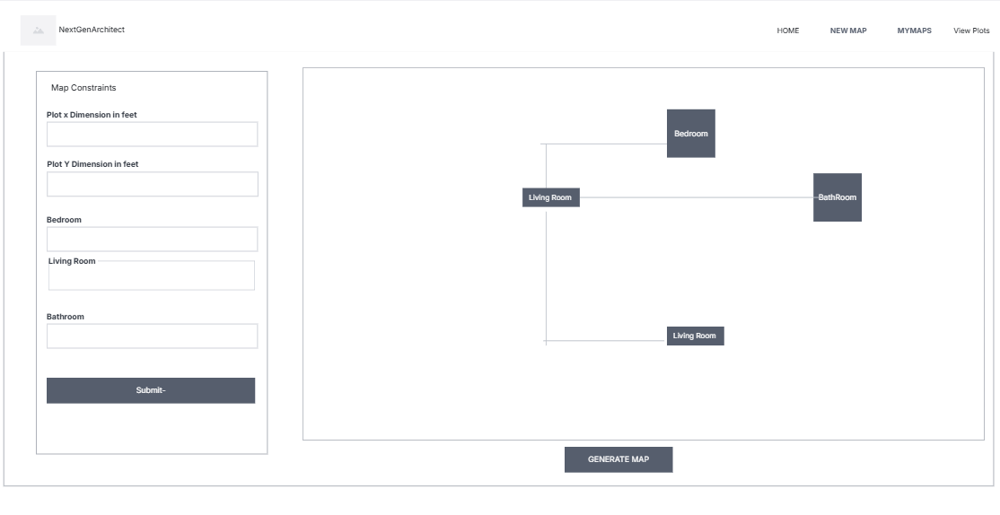 NextGenArchitect
HOME
NEW MAP
MYMAPS
View Plots
Map Constraints
Plot x Dimension in feet
Plot Y Dimension in feet
Bedroom
Living Room
Bathroom
Submit-
Bedroom
Living Room
BathRoom
Living Room
GENERATE MAP